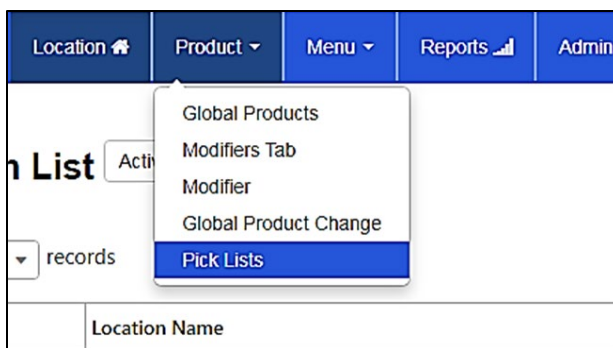 Location Product Menu Reports Admin
Global Products
n List Activ
Modifiers Tab
Modifier
Global Product Change
records
Pick Lists
Location Name